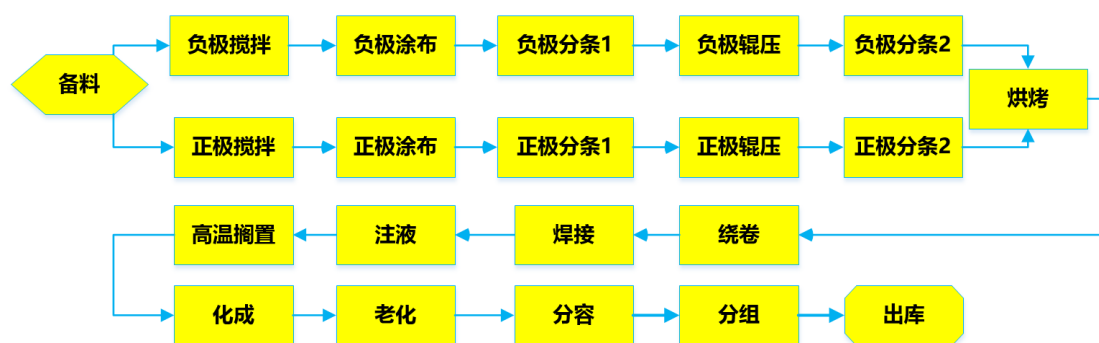 备料
负极搅拌
负极涂布
负极分条1
负极辊压
负极分条2
正极搅拌
正极涂布
正极分条1
正极辊压
正极分条2
烘烤
绕卷
焊接
注液
高温搁置
化成
老化
分容
分组
出库